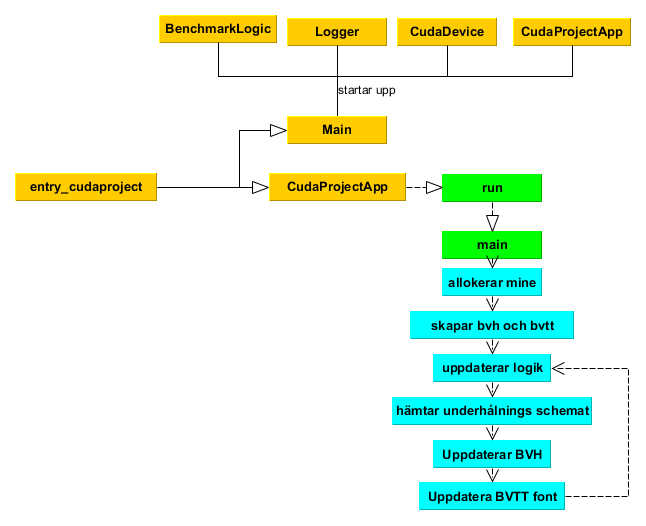 BenchmarkLogic
Logger
CudaDevice
CudaProjectApp
startar upp
Main
entry_cudaproject
CudaProjectApp
run
main
allokerar mine
skapar bvh och bvtt
uppdaterar logik
hämtar underhålnings schemat
Uppdaterar BVH
Uppdatera BVTT font